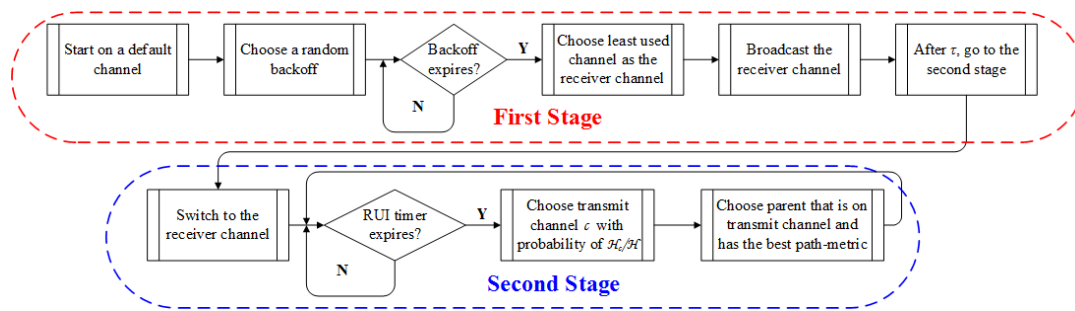 Start on a default
channel
Choose a random
backoff
Backoff
expires?
Y
N
Choose least used
channel as the
receiver channel
Broadcast the
receiver channel
After τ, go to the
second stage
First Stage
Switch to the
receiver channel
RUI timer
expires?
Y
N
Choose transmit
channel c with
probability of ℋc/ℋ
Choose parent that is on
transmit channel and
has the best path-metric
Second Stage